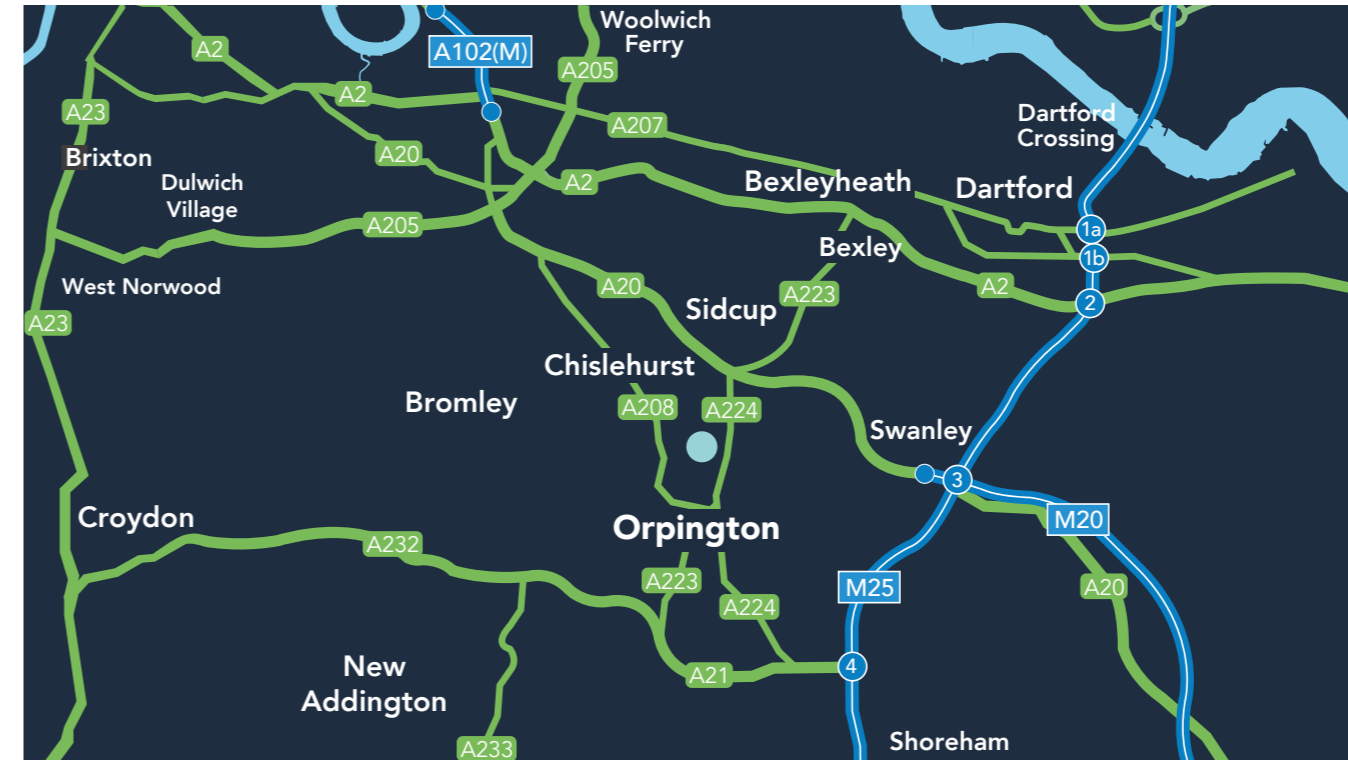 Woolwich
Ferry
A2
A102(M)
A205
A2
A23
A207
Dartford
Crossing
Brixton
A20
Dulwich
Village
A2
Bexleyheath
Dartford
A205
1a
Bexley
1b
West Norwood
A20
A223
A2
2
Sidcup
A23
Chislehurst
Bromley
A208
A224
Swanley
3
Croydon
Orpington
M20
A232
A223
M25
A20
A224
New
Addington
A21
4
A233
Shoreham